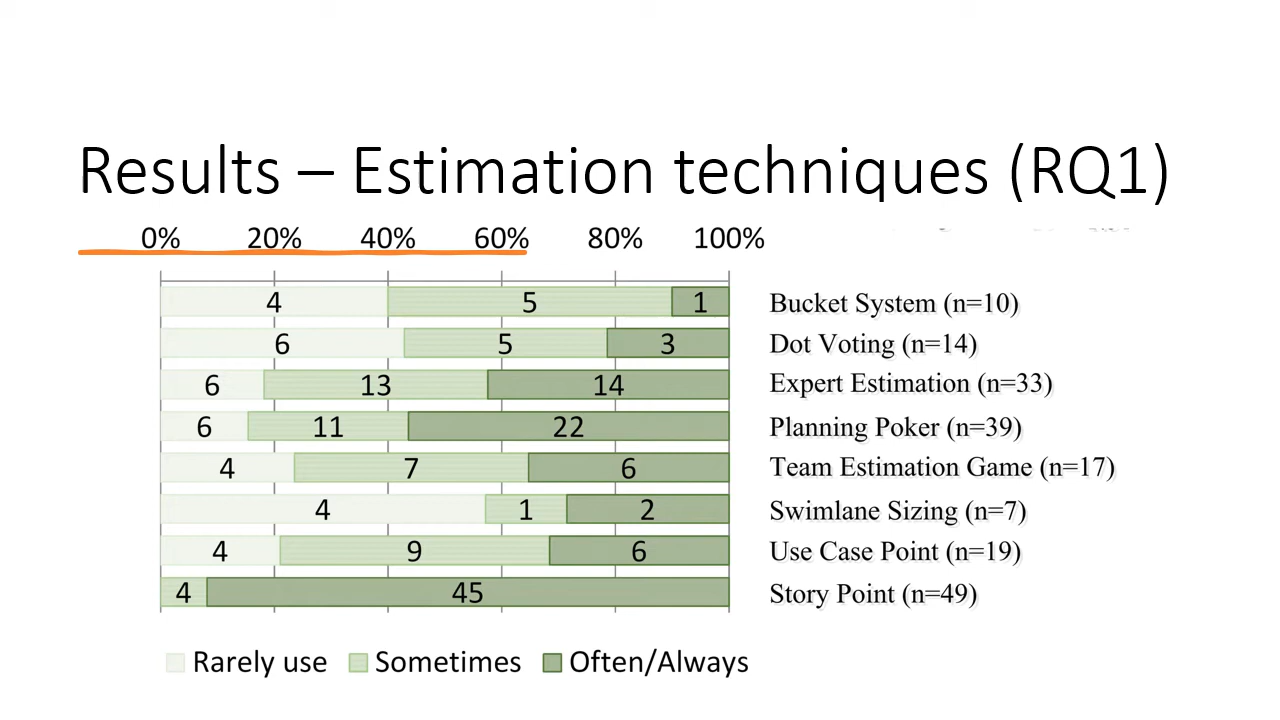 Results – Estimation techniques (RQ1)
0% 20% 40% 60% 80% 100%
4 5 1 Bucket System (n=10)
6 5 3 Dot Voting (n=14)
6 13 14 Expert Estimation (n=33)
6 11 22 Planning Poker (n=39)
4 7 6 Team Estimation Game (n=17)
4 1 2 Swimlane Sizing (n=7)
4 9 6 Use Case Point (n=19)
4 45 Story Point (n=49)
Rarely use Sometimes Often/Always